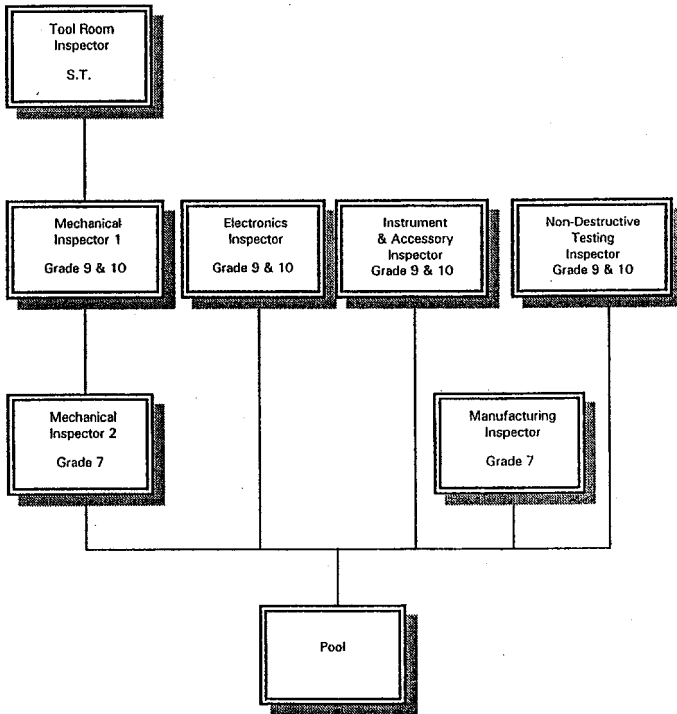 Tool Room
Inspector
S.T.
Mechanical
Inspector 1
Grade 9 & 10
Electronics
Inspector
Grade 9 & 10
Instrument
& Accessory
Inspector
Grade 9 & 10
Non-Destructive
Testing
Inspector
Grade 9 & 10
Mechanical
Inspector 2
Grade 7
Manufacturing
Inspector
Grade 7
Pool